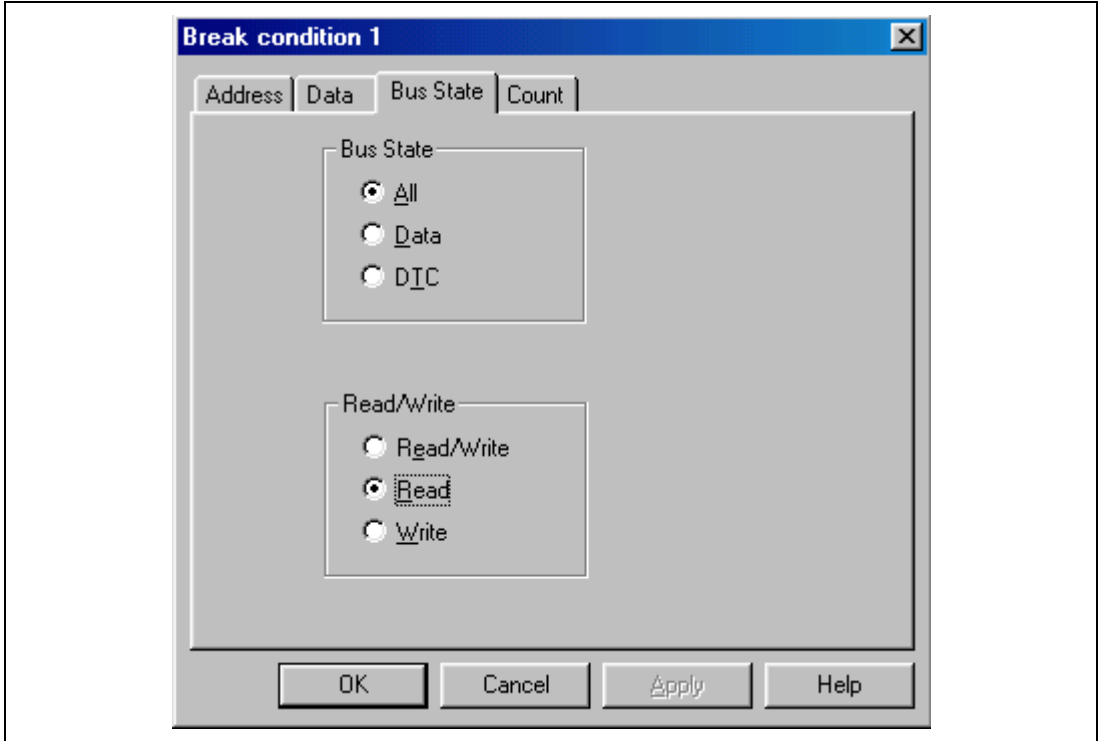 Break condition 1
Address Data Bus State Count
Bus State
All
Data
DTC
Read/Write
Read/Write
Read
Write
OK Cancel Apply Help